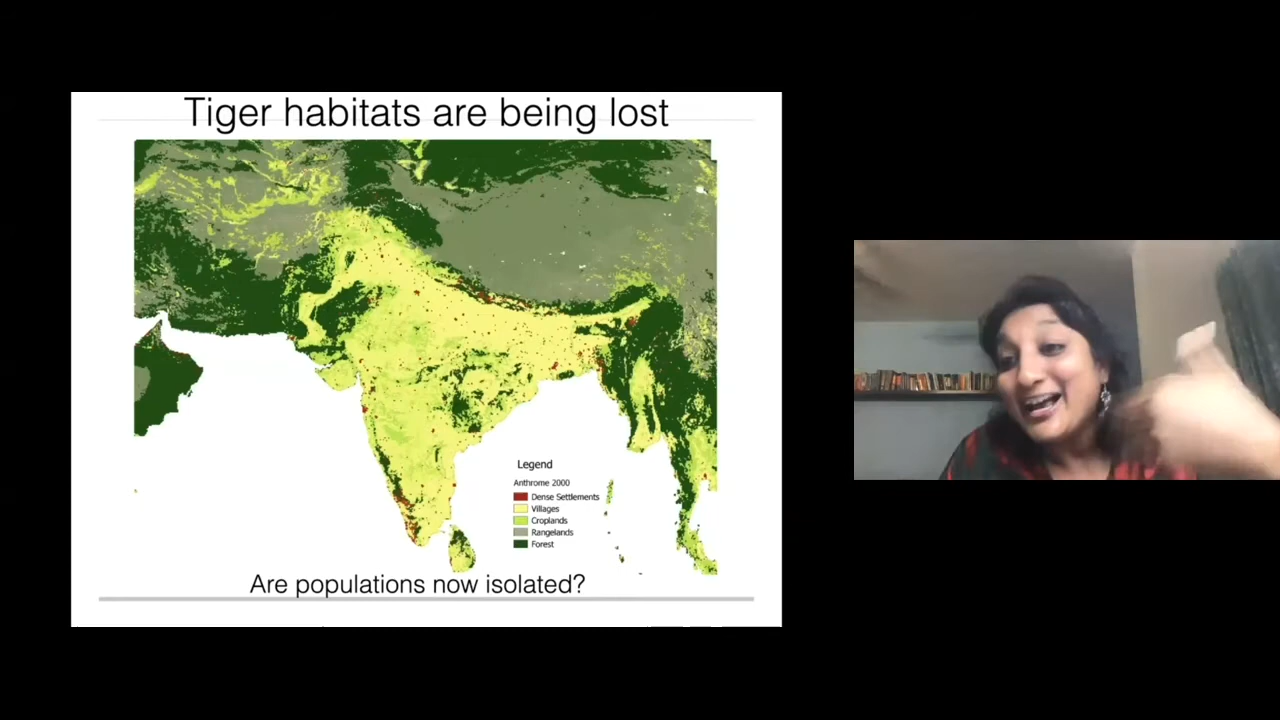 Tiger habitats are being lost
Legend
Anthrome 2000
Dense Settlements
Villages
Croplands
Rangelands
Forest
Are populations now isolated?